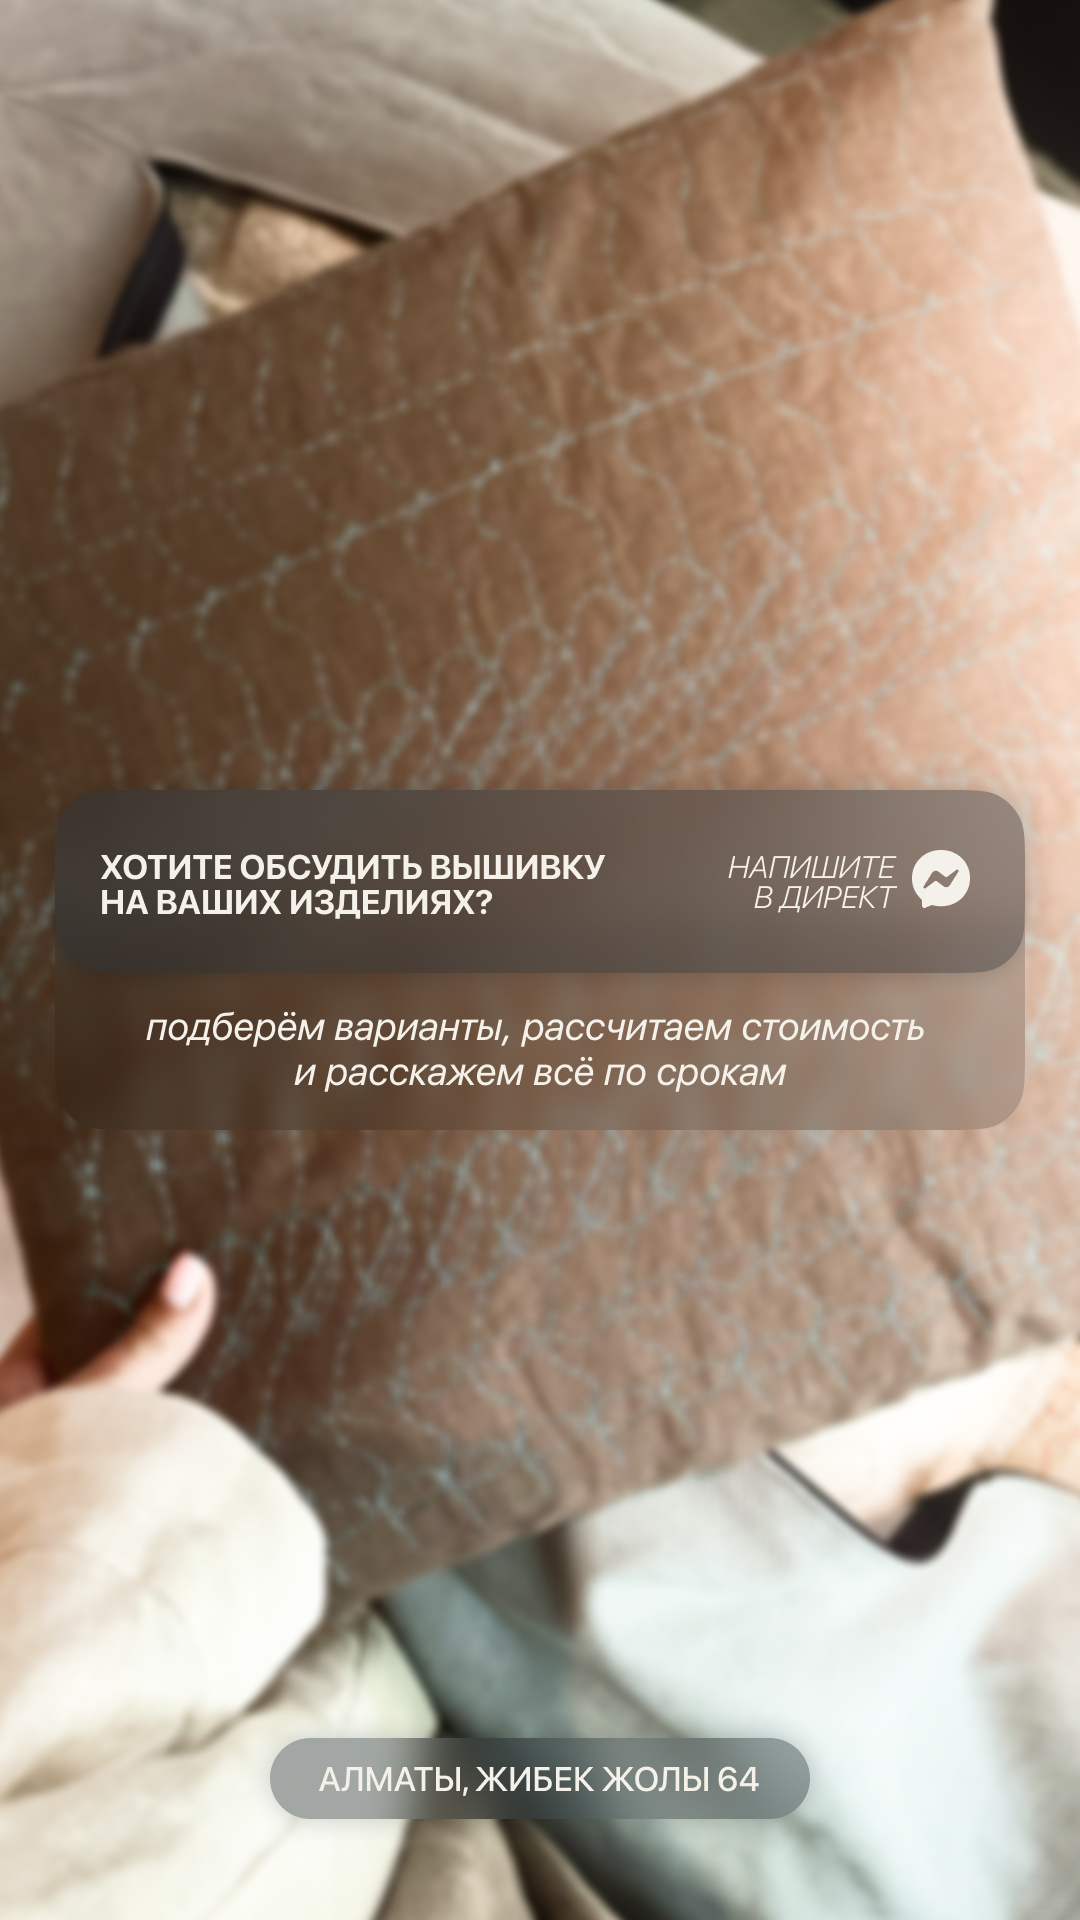 ХОТИТЕ ОБСУДИТЬ ВЫШИВКУ
НА ВАШИХ ИЗДЕЛИЯХ?
НАПИШИТЕ
В ДИРЕКТ
подберём варианты, рассчитаем стоимость
и расскажем всё по срокам
АЛМАТЫ, ЖИБЕК ЖОЛЫ 64